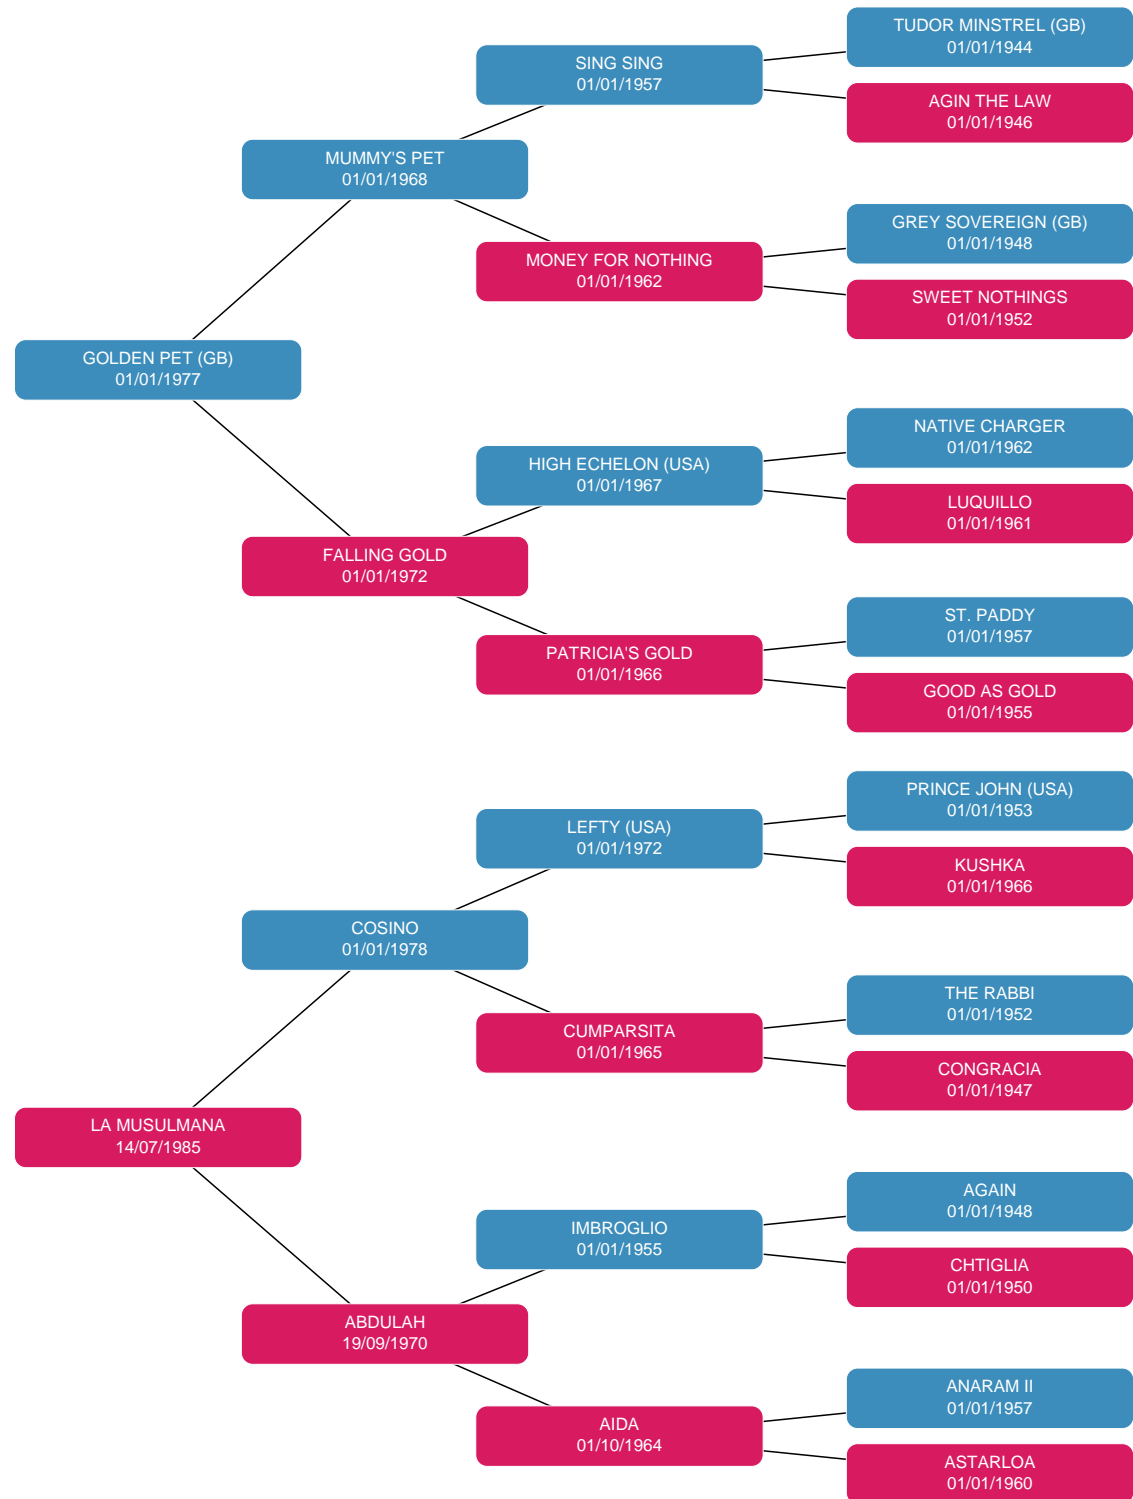 TUDOR MINSTREL (GB)
01/01/1944
SING SING
01/01/1957
AGIN THE LAW
01/01/1946
MUMMY'S PET
01/01/1968
GREY SOVEREIGN (GB)
01/01/1948
MONEY FOR NOTHING
01/01/1962
SWEET NOTHINGS
01/01/1952
GOLDEN PET (GB)
01/01/1977
NATIVE CHARGER
01/01/1962
HIGH ECHELON (USA)
01/01/1967
LUQUILLO
01/01/1961
FALLING GOLD
01/01/1972
ST. PADDY
01/01/1957
PATRICIA'S GOLD
01/01/1966
GOOD AS GOLD
01/01/1955
PRINCE JOHN (USA)
01/01/1953
LEFTY (USA)
01/01/1972
KUSHKA
01/01/1966
COSINO
01/01/1978
THE RABBI
01/01/1952
CUMPARSITA
01/01/1965
CONGRACIA
01/01/1947
LA MUSULMANA
14/07/1985
AGAIN
01/01/1948
IMBROGLIO
01/01/1955
CHTIGLIA
01/01/1950
ABDULAH
19/09/1970
ANARAM II
01/01/1957
AIDA
01/10/1964
ASTARLOA
01/01/1960